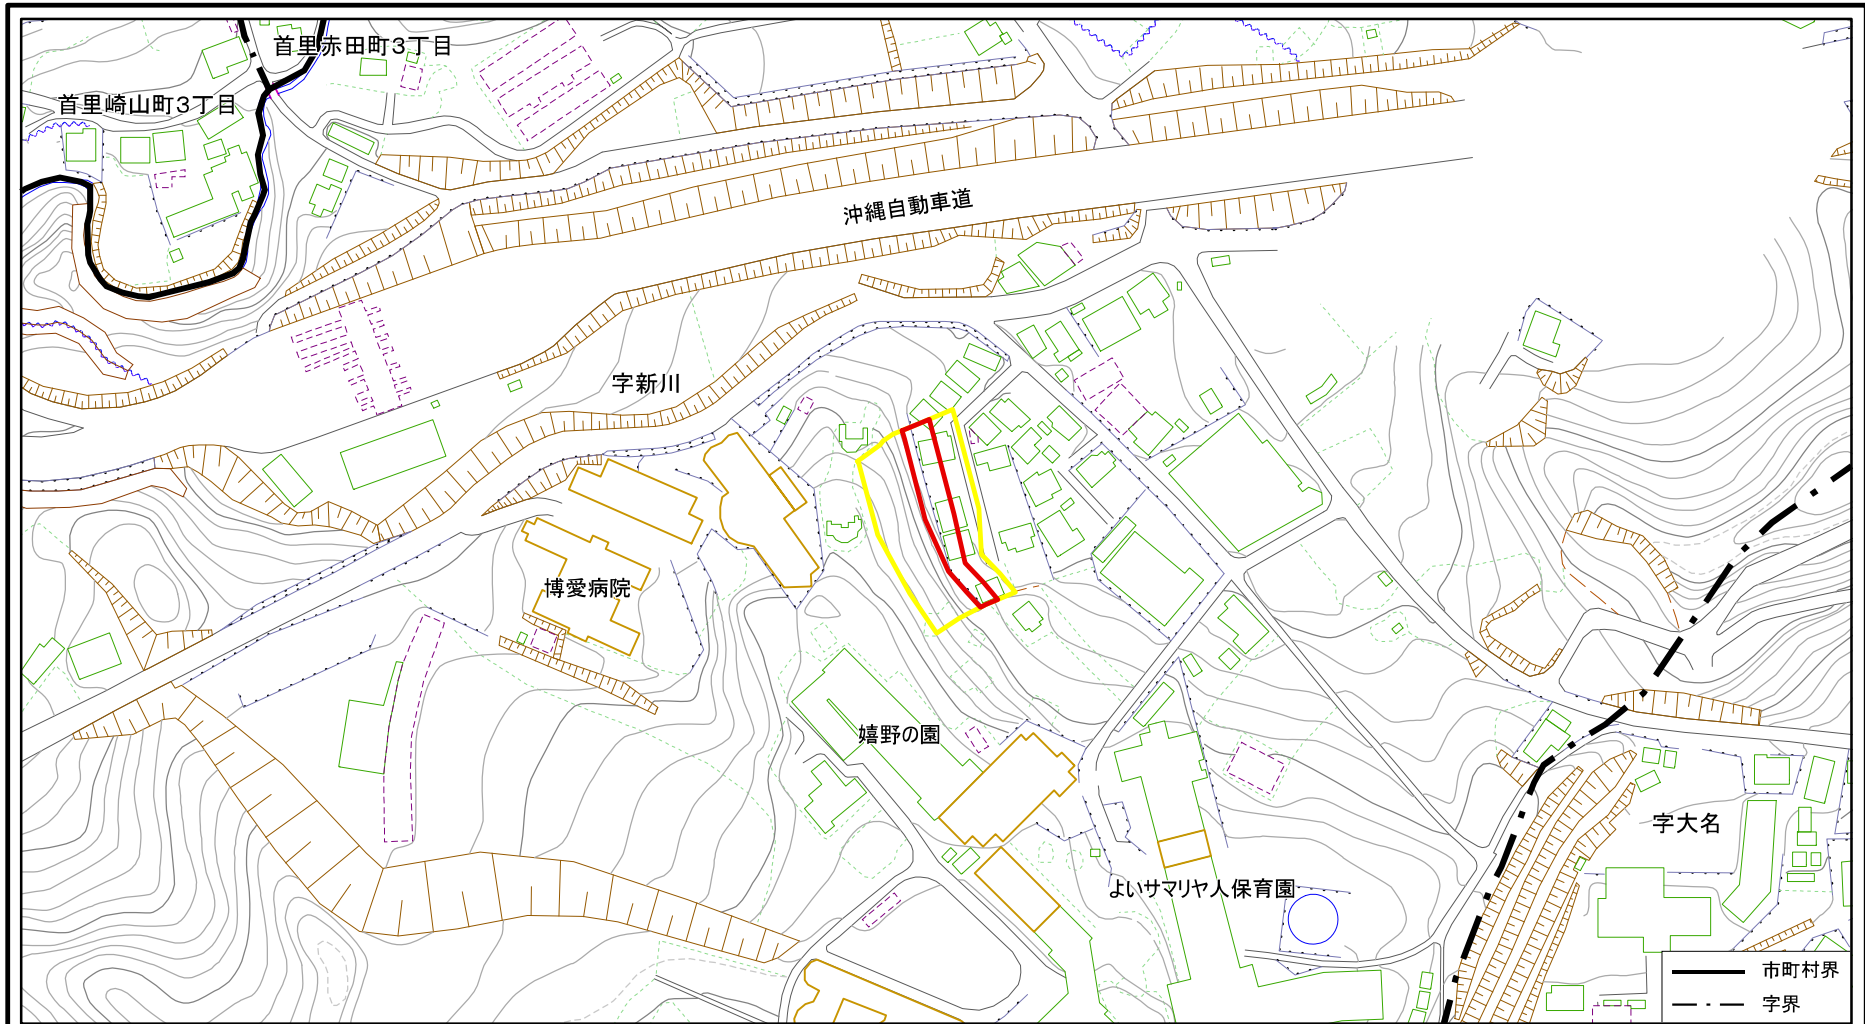 首里赤田町3丁目
首里崎山町3丁目
沖縄自動車道
字新川
博愛病院
嬉野の園
字大名
よいサマリヤ人保育園
市町村界
字界